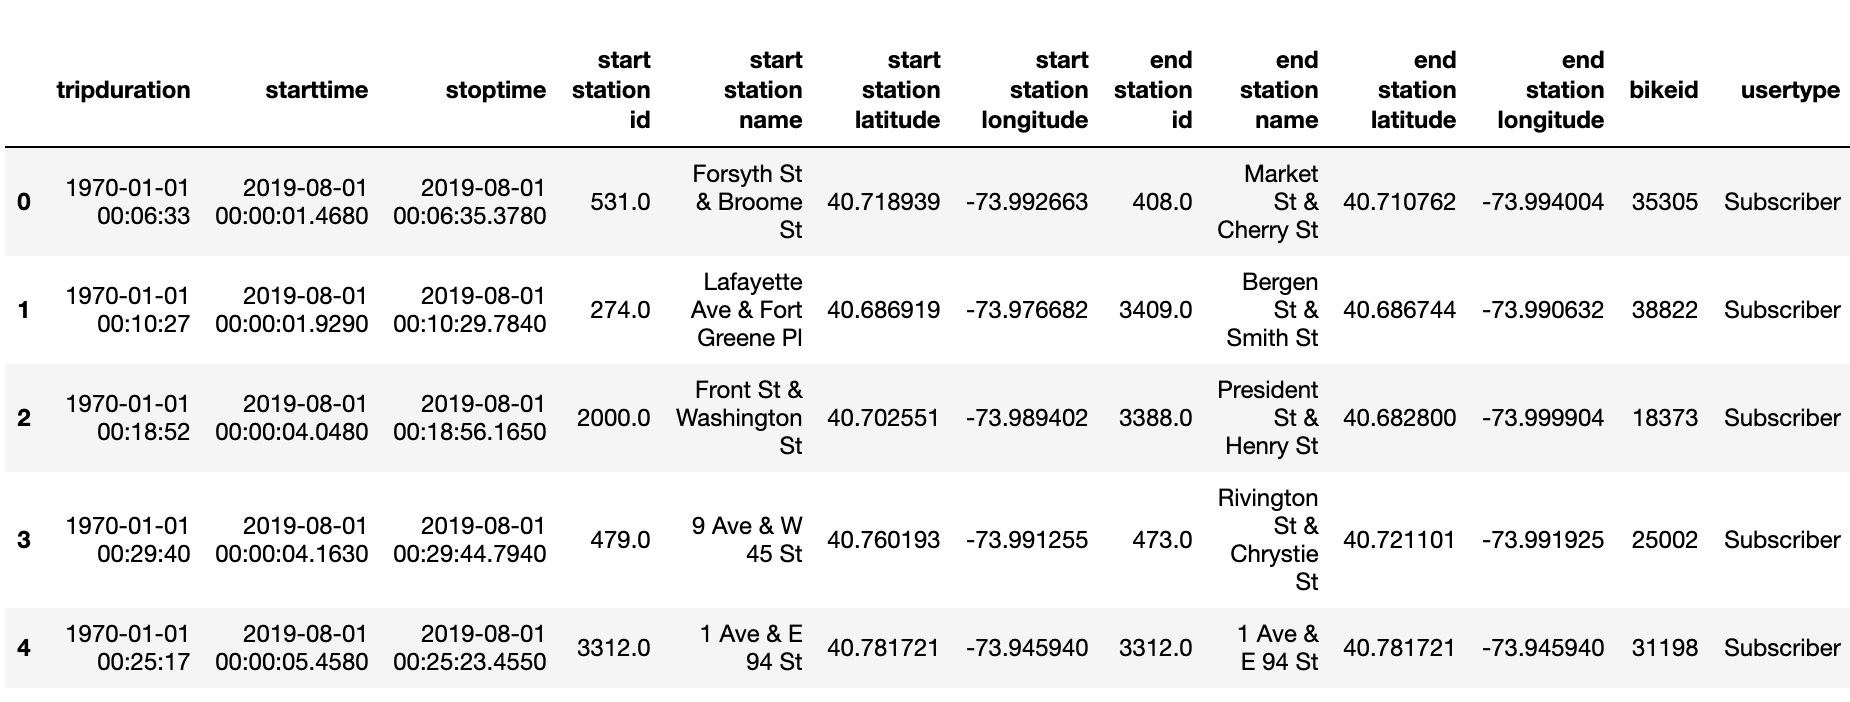 tripduration starttime stoptime start station id start station name start station latitude start station longitude end station id end station name end station latitude end station longitude bikeid usertype
0 1970-01-01 00:06:33 2019-08-01 00:00:01.4680 2019-08-01 00:06:35.3780 531.0 Forsyth St & Broome St 40.718939 -73.992663 408.0 Market St & Cherry St 40.710762 -73.994004 35305 Subscriber
1 1970-01-01 00:10:27 2019-08-01 00:00:01.9290 2019-08-01 00:10:29.7840 274.0 Lafayette Ave & Fort Greene Pl 40.686919 -73.976682 3409.0 Bergen St & Smith St 40.686744 -73.990632 38822 Subscriber
2 1970-01-01 00:18:52 2019-08-01 00:00:04.0480 2019-08-01 00:18:56.1650 2000.0 Front St & Washington St 40.702551 -73.989402 3388.0 President St & Henry St 40.682800 -73.999904 18373 Subscriber
3 1970-01-01 00:29:40 2019-08-01 00:00:04.1630 2019-08-01 00:29:44.7940 479.0 9 Ave & W 45 St 40.760193 -73.991255 473.0 Rivington St & Chrystie St 40.721101 -73.991925 25002 Subscriber
4 1970-01-01 00:25:17 2019-08-01 00:00:05.4580 2019-08-01 00:25:23.4550 3312.0 1 Ave & E 94 St 40.781721 -73.945940 3312.0 1 Ave & E 94 St 40.781721 -73.945940 31198 Subscriber